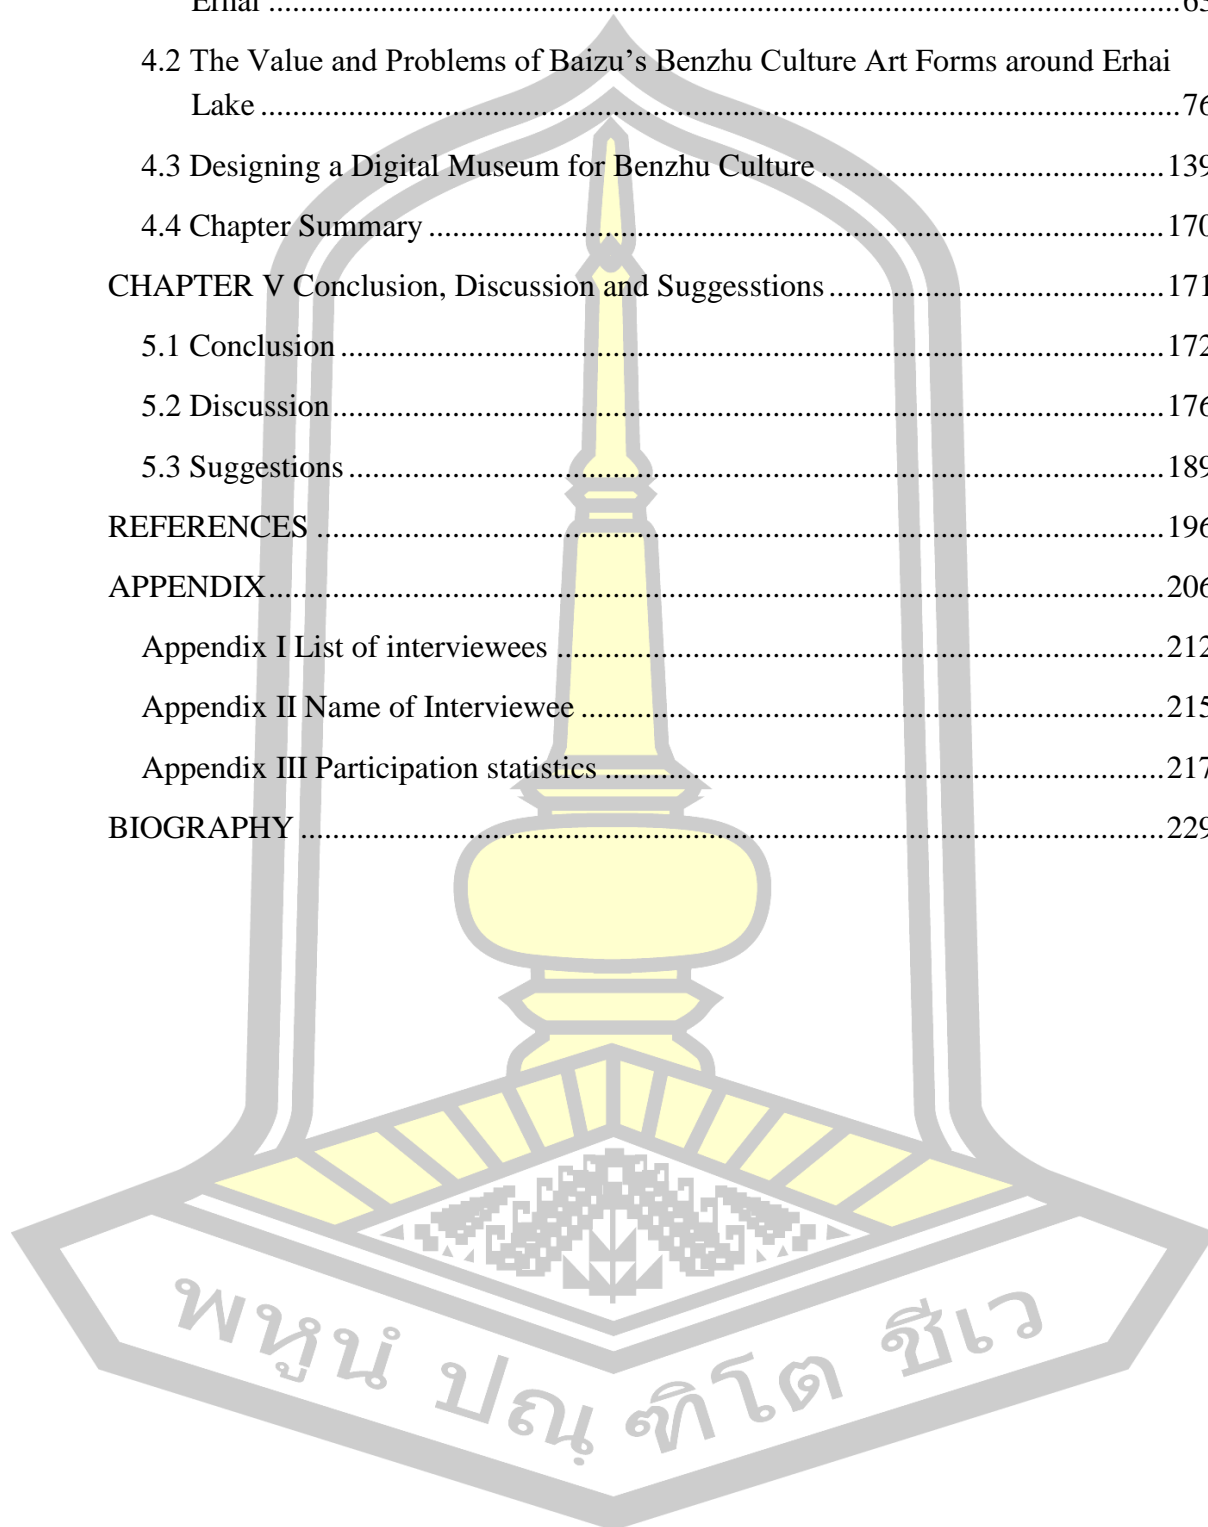 Erhai ........................................................................................................................ 63
4.2 The Value and Problems of Baizu's Benzhu Culture Art Forms around Erhai
Lake ........................................................................................................................ 76
4.3 Designing a Digital Museum for Benzhu Culture ............................................. 139
4.4 Chapter Summary ................................................................................................ 170
CHAPTER V Conclusion, Discussion and Suggesstions ............................................ 171
5.1 Conclusion ............................................................................................................ 172
5.2 Discussion ............................................................................................................. 176
5.3 Suggestions ........................................................................................................... 189
REFERENCES ................................................................................................................ 196
APPENDIX ...................................................................................................................... 206
Appendix I List of interviewees ................................................................................ 212
Appendix II Name of Interviewee ............................................................................. 215
Appendix III Participation statistics ........................................................................... 217
BIOGRAPHY .................................................................................................................. 229
พหูนํ ปณฺฑิโต ชีเว